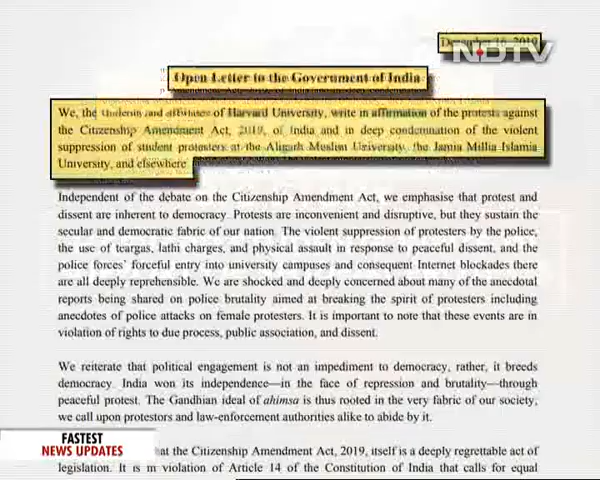 December 16, 2019
NDTV
Open Letter to the Government of India
We, the students and affiliates of Harvard University, write in affirmation of the protests against
the Citizenship Amendment Act, 2019, of India and in deep condemnation of the violent
suppression of student protesters at the Aligarh Muslim University, the Jamia Millia Islamia
University, and elsewhere
Independent of the debate on the Citizenship Amendment Act, we emphasise that protest and
dissent are inherent to democracy. Protests are inconvenient and disruptive, but they sustain the
secular and democratic fabric of our nation. The violent suppression of protesters by the police,
the use of teargas, lathi charges, and physical assault in response to peaceful dissent, and the
police forces' forceful entry into university campuses and consequent Internet blockades there
are all deeply reprehensible. We are shocked and deeply concerned about many of the anecdotal
reports being shared on police brutality aimed at breaking the spirit of protesters including
anecdotes of police attacks on female protesters. It is important to note that these events are in
violation of rights to due process, public association, and dissent.
We reiterate that political engagement is not an impediment to democracy, rather, it breeds
democracy. India won its independence—in the face of repression and brutality—through
peaceful protest. The Gandhian ideal of ahimsa is thus rooted in the very fabric of our society,
we call upon protestors and law-enforcement authorities alike to abide by it.
at the Citizenship Amendment Act, 2019, itself is a deeply regrettable act of
legislation. It is in violation of Article 14 of the Constitution of India that calls for equal
FASTEST
NEWS UPDATES